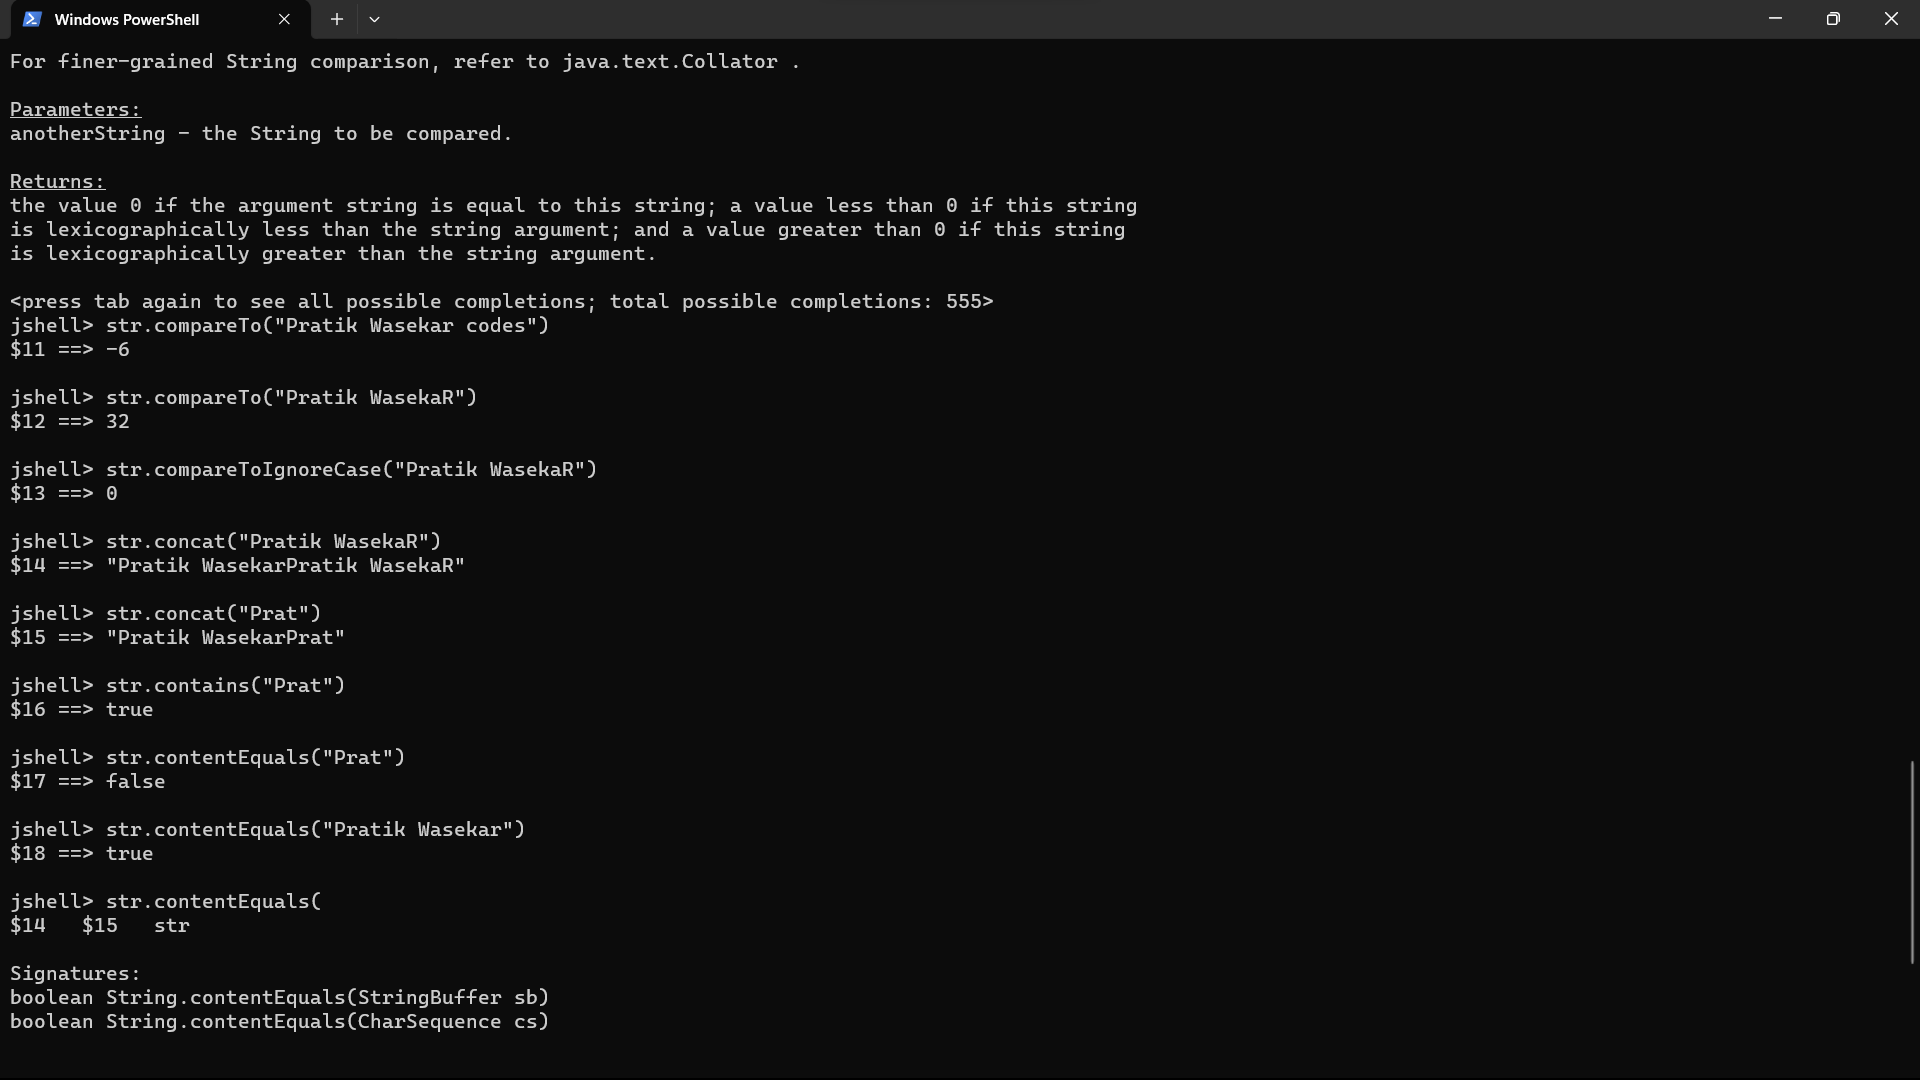 Windows PowerShell
For finer-grained String comparison, refer to java.text.Collator .
Parameters:
anotherString - the String to be compared.
Returns:
the value 0 if the argument string is equal to this string; a value less than 0 if this string
is lexicographically less than the string argument; and a value greater than 0 if this string
is lexicographically greater than the string argument.
<press tab again to see all possible completions; total possible completions: 555>
jshell> str.compareTo("Pratik Wasekar codes")
$11 ==> -6
jshell> str.compareTo("Pratik WasekaR")
$12 ==> 32
jshell> str.compareToIgnoreCase("Pratik WasekaR")
$13 ==> 0
jshell> str.concat("Pratik WasekaR")
$14 ==> "Pratik WasekarPratik WasekaR"
jshell> str.concat("Prat")
$15 ==> "Pratik WasekarPrat"
jshell> str.contains("Prat")
$16 ==> true
jshell> str.contentEquals("Prat")
$17 ==> false
jshell> str.contentEquals("Pratik Wasekar")
$18 ==> true
jshell> str.contentEquals(
$14   $15   str
Signatures:
boolean String.contentEquals(StringBuffer sb)
boolean String.contentEquals(CharSequence cs)